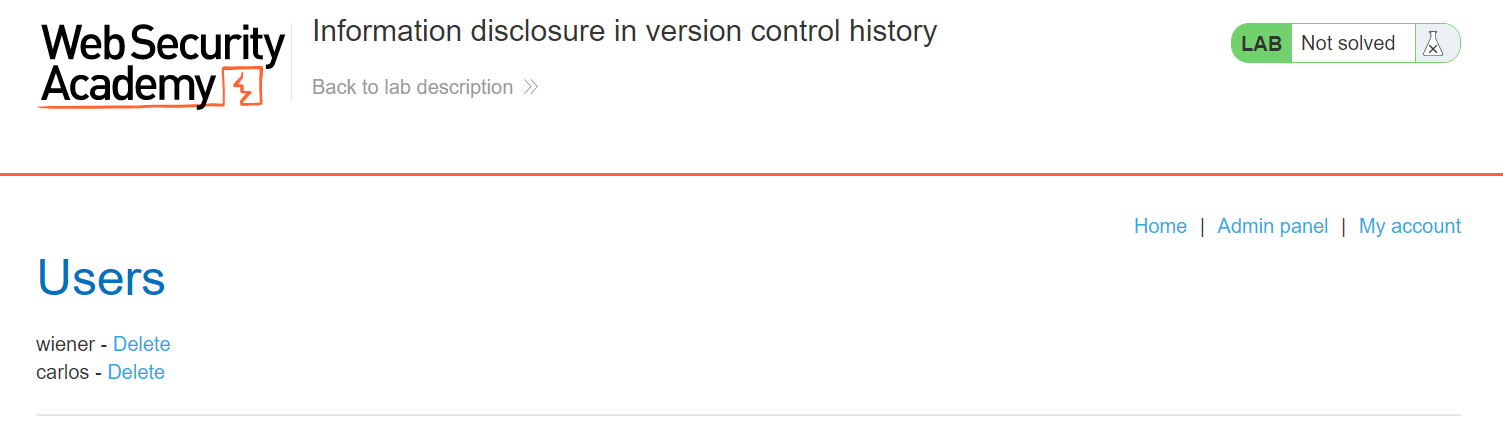 Web Security
Academy
Information disclosure in version control history
Back to lab description
LAB Not solved
Home | Admin panel | My account
Users
wiener - Delete
carlos - Delete